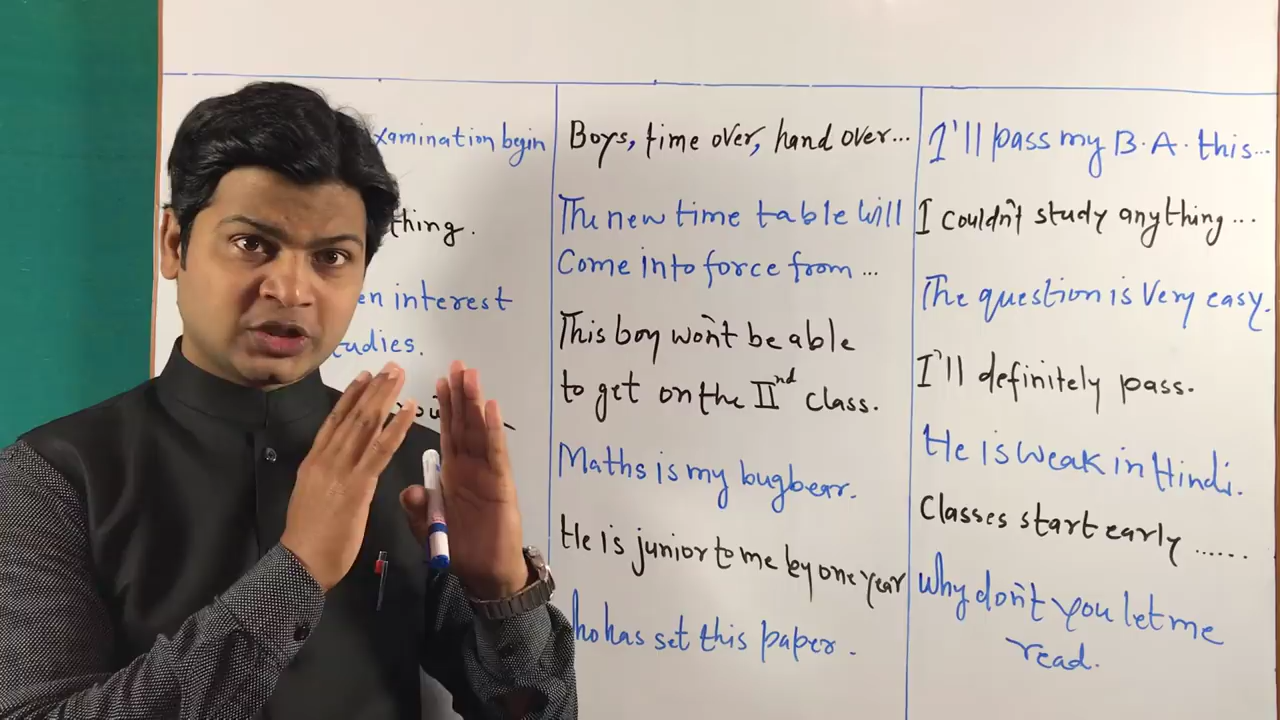 xamination begin
thing.
en interest
tudies.
Boys, time over, hand over...
The new time table will
Come into force from ...
This boy won't be able
to get on the IInd class.
Maths is my bugbear.
He is junior to me by one year
ho has set this paper.
I'll pass my B.A. this...
I couldn't study anything...
The question is very easy.
I'll definitely pass.
He is weak in Hindi.
Classes start early ......
Why don't you let me
read.